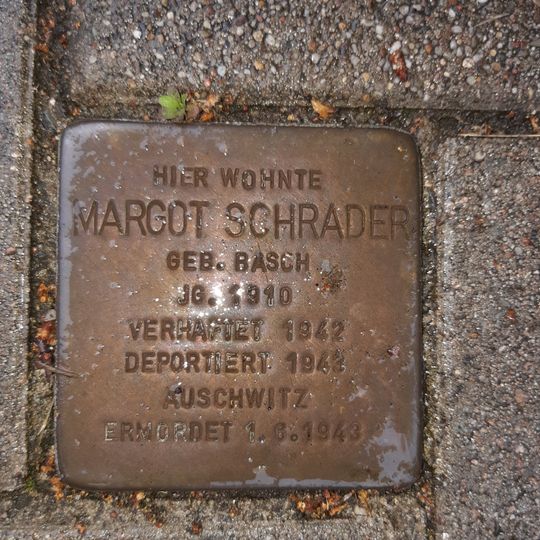 HIER WOHNTE
MARGOT SCHRADER
GEB. BASCH
JG. 1910
VERHAFTET 1942
DEPORTIERT 1943
AUSCHWITZ
ERMORDET 1.6.1943